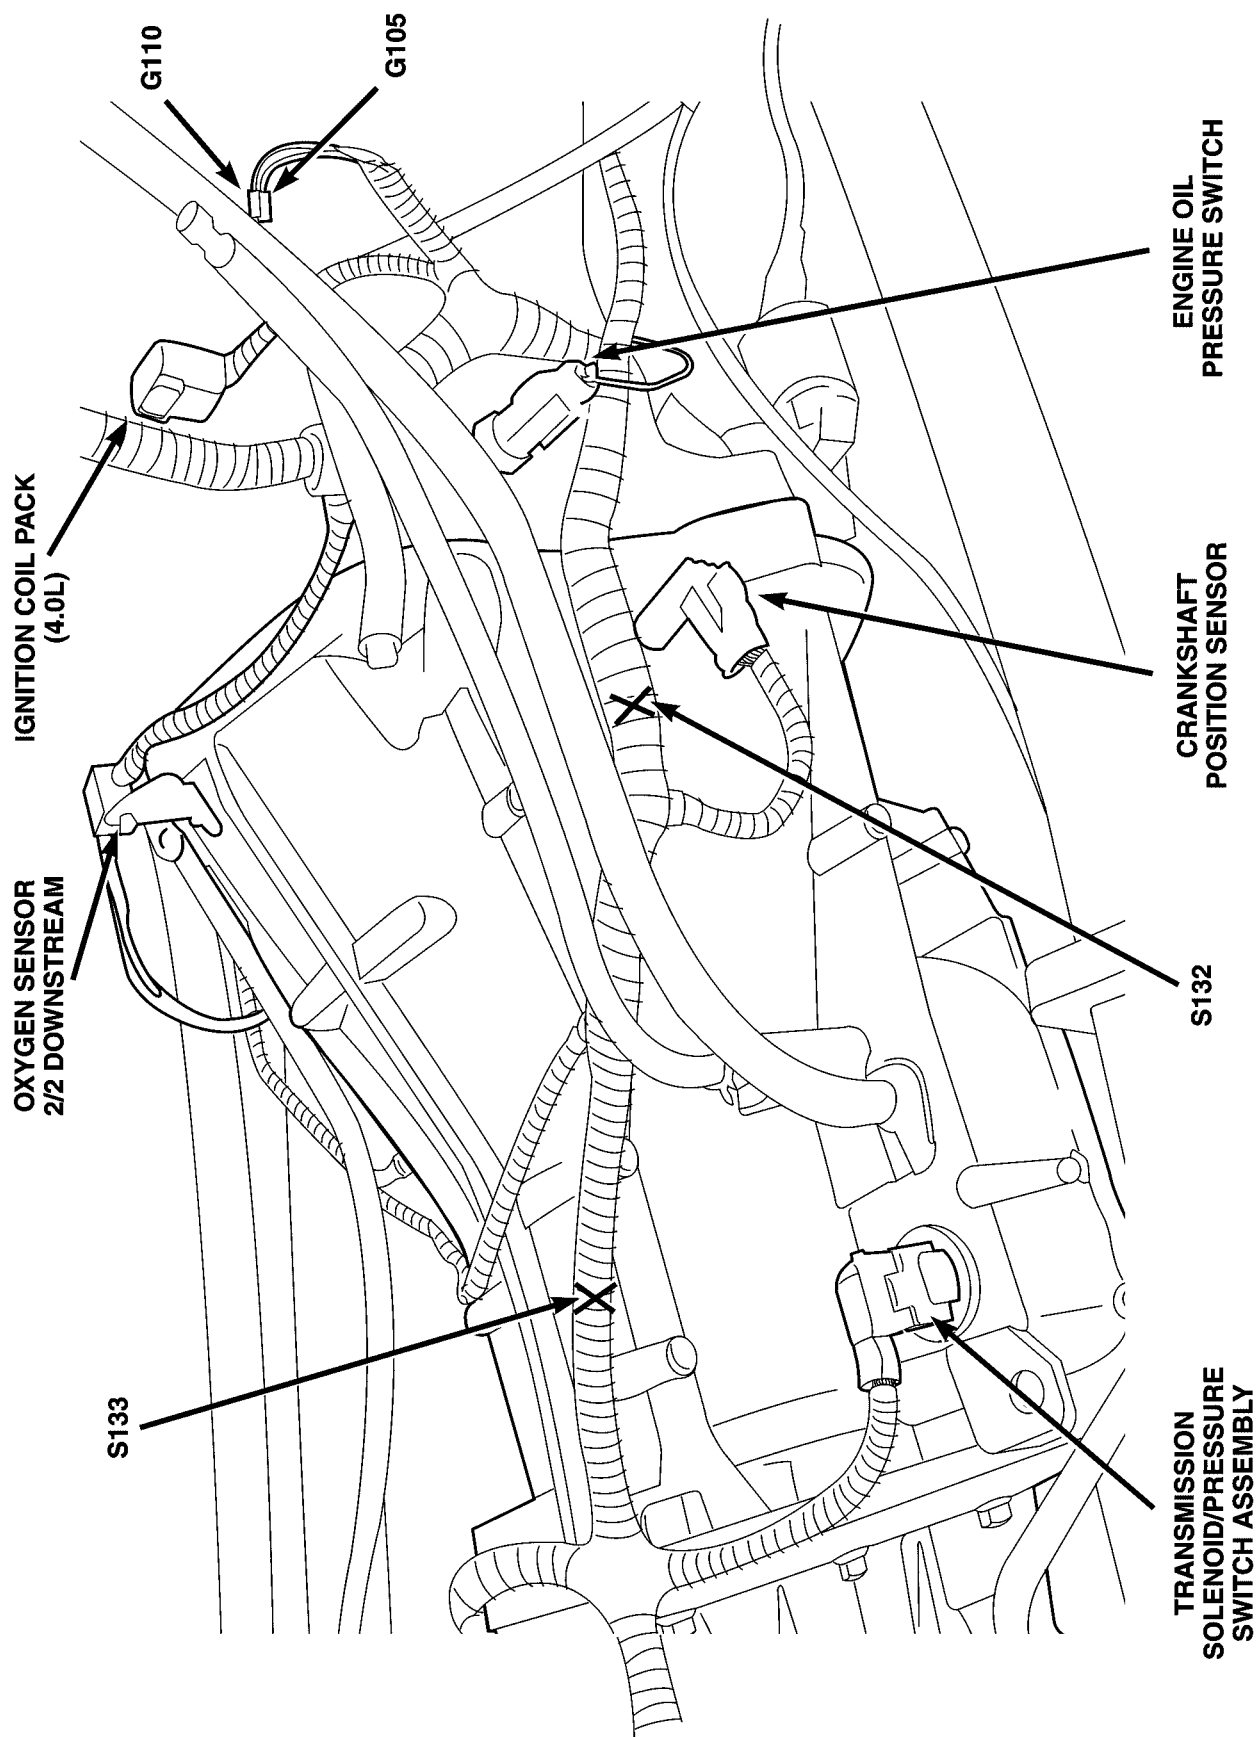 G110
G105
IGNITION COIL PACK
(4.0L)
ENGINE OIL
PRESSURE SWITCH
OXYGEN SENSOR
2/2 DOWNSTREAM
CRANKSHAFT
POSITION SENSOR
S132
S133
TRANSMISSION
SOLENOID/PRESSURE
SWITCH ASSEMBLY